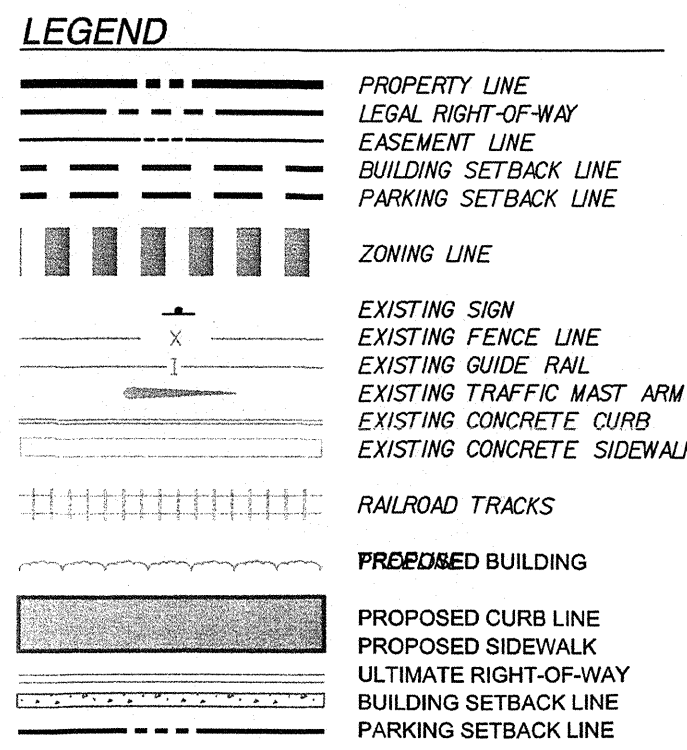 LEGEND
PROPERTY LINE
LEGAL RIGHT-OF-WAY
EASEMENT LINE
BUILDING SETBACK LINE
PARKING SETBACK LINE
ZONING LINE
EXISTING SIGN
X EXISTING FENCE LINE
I EXISTING GUIDE RAIL
EXISTING TRAFFIC MAST ARM
EXISTING CONCRETE CURB
EXISTING CONCRETE
RAILROAD TRACKS
PROPOSED BUILDING
PROPOSED CURB LINE
PROPOSED SIDEWALK
ULTIMATE RIGHT-OF-WAY
BUILDING SETBACK LINE
PARKING SETBACK LINE